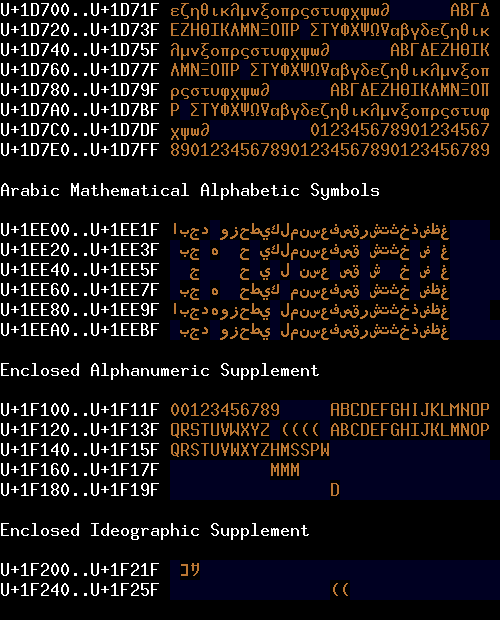 U+1D700..U+1D71F εζηθικλμνξοπρςστυφχψω∂      ΑΒΓΔ
U+1D720..U+1D73F ΕΖΗΘΙΚΛΜΝΞΟΠΡ ΣΤΥΦΧΨΩ∇αβγδεζηθικ
U+1D740..U+1D75F λμνξοπρςστυφχψω∂      ΑΒΓΔΕΖΗΘΙΚ
U+1D760..U+1D77F ΛΜΝΞΟΠΡ ΣΤΥΦΧΨΩ∇αβγδεζηθικλμνξοπ
U+1D780..U+1D79F ρςστυφχψω∂      ΑΒΓΔΕΖΗΘΙΚΛΜΝΞΟΠ
U+1D7A0..U+1D7BF Ρ ΣΤΥΦΧΨΩ∇αβγδεζηθικλμνξοπρςστυφ
U+1D7C0..U+1D7DF χψω∂          012345678901234567
U+1D7E0..U+1D7FF 89012345678901234567890123456789
Arabic Mathematical Alphabetic Symbols
U+1EE00..U+1EE1F ابجد وزحطيكلمنسعفصقرشتثخذضظغ
U+1EE20..U+1EE3F بج ه  ح يكلمنسعفصق شتثخ ض غ
U+1EE40..U+1EE5F ج    ح ي ل نسع صق ش  خ ض غ
U+1EE60..U+1EE7F بج ه  حطيك منسعفصق شتثخ ضظغ
U+1EE80..U+1EE9F ابجدهوزحطي لمنسعفصقرشتثخذضظغ
U+1EEA0..U+1EEBF بجد وزحطي لمنسعفصقرشتثخذضظغ
Enclosed Alphanumeric Supplement
U+1F100..U+1F11F 00123456789     ABCDEFGHIJKLMNOP
U+1F120..U+1F13F QRSTUVWXYZ (((( ABCDEFGHIJKLMNOP
U+1F140..U+1F15F QRSTUVWXYZHMSSPW
U+1F160..U+1F17F MMM
U+1F180..U+1F19F D
Enclosed Ideographic Supplement
U+1F200..U+1F21F コサ
U+1F240..U+1F25F ((